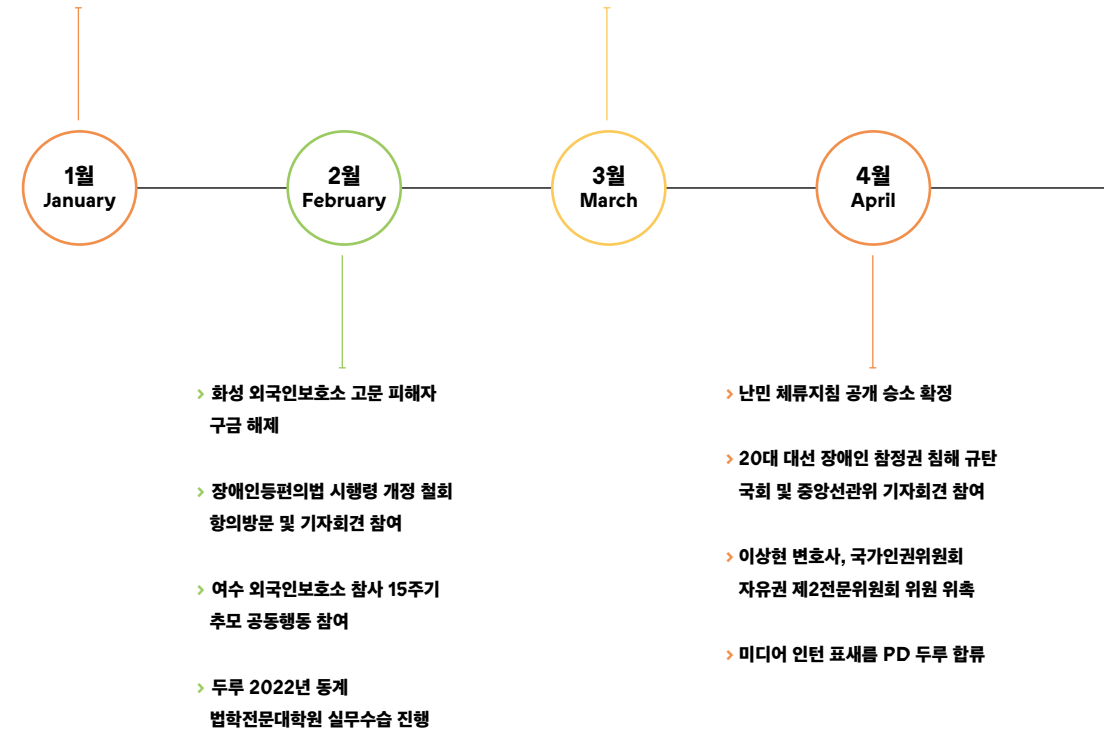 1월
January
2월
February
3월
March
4월
April
> 화성 외국인보호소 고문 피해자
구금 해제
> 장애인등편의법 시행령 개정 철회
항의방문 및 기자회견 참여
> 여수 외국인보호소 참사 15주기
추모 공동행동 참여
> 두루 2022년 동계
법학전문대학원 실무수습 진행
> 난민 체류지침 공개 승소 확정
> 20대 대선 장애인 참정권 침해 규탄
국회 및 중앙선관위 기자회견 참여
> 이상현 변호사, 국가인권위원회
자유권 제2전문위원회 위원 위촉
> 미디어 인턴 표새름 PD 두루 합류